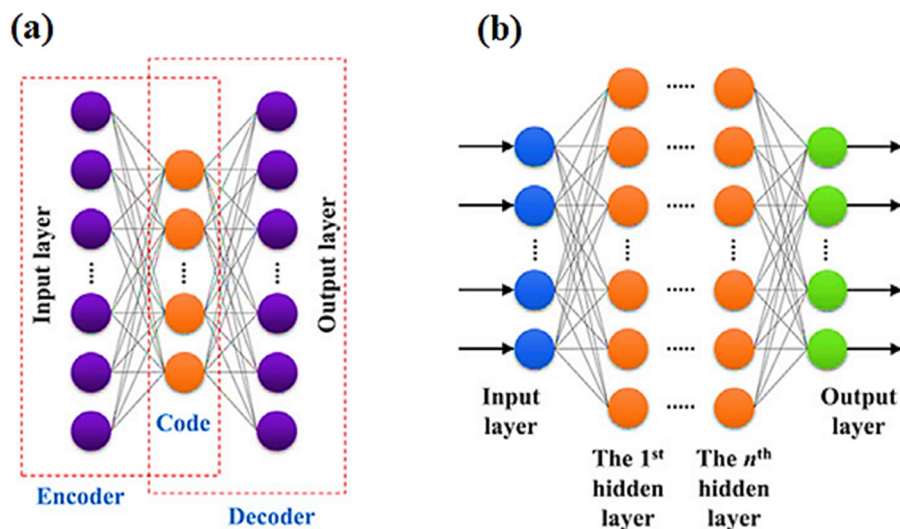 (a)
Input layer
Output layer
Code
Encoder
Decoder
(b)
Input
layer
Output
layer
The 1st
hidden
layer
The nth
hidden
layer